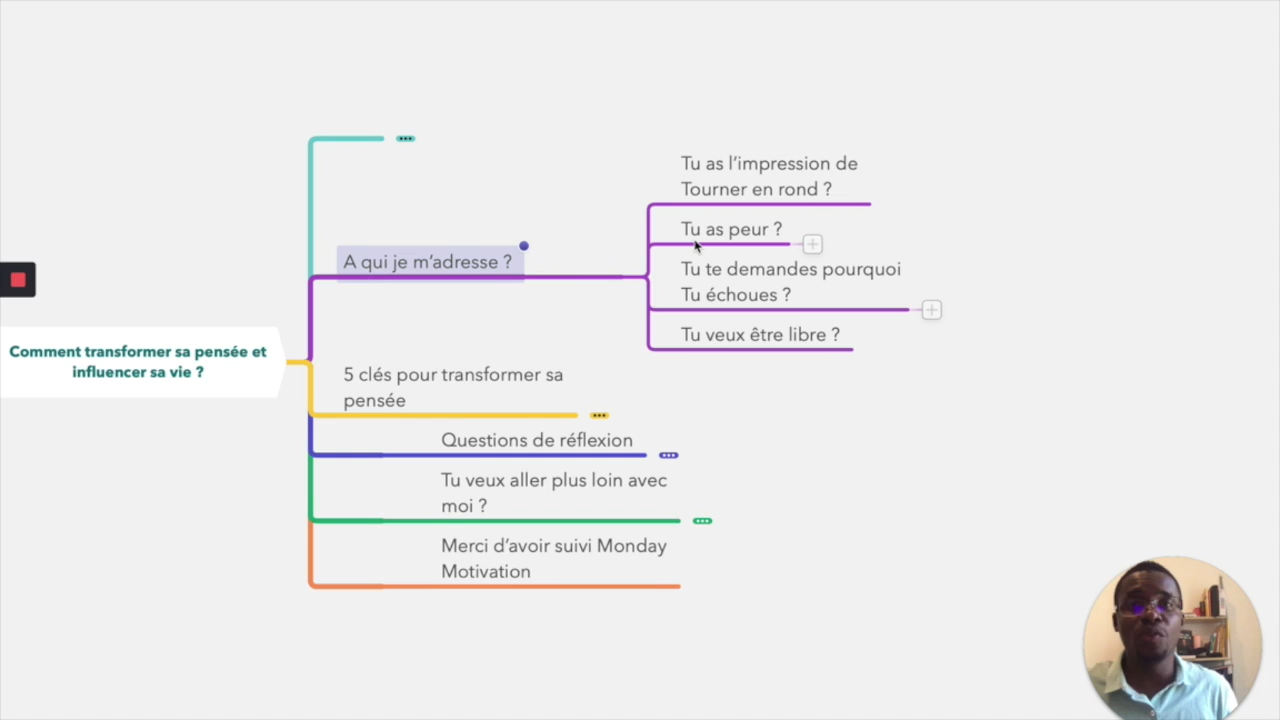 Comment transformer sa pensée et
influencer sa vie ?
A qui je m’adresse ?
Tu as l’impression de
Tourner en rond ?
Tu as peur ?
Tu te demandes pourquoi
Tu échoues ?
Tu veux être libre ?
5 clés pour transformer sa
pensée
Questions de réflexion
Tu veux aller plus loin avec
moi ?
Merci d’avoir suivi Monday
Motivation